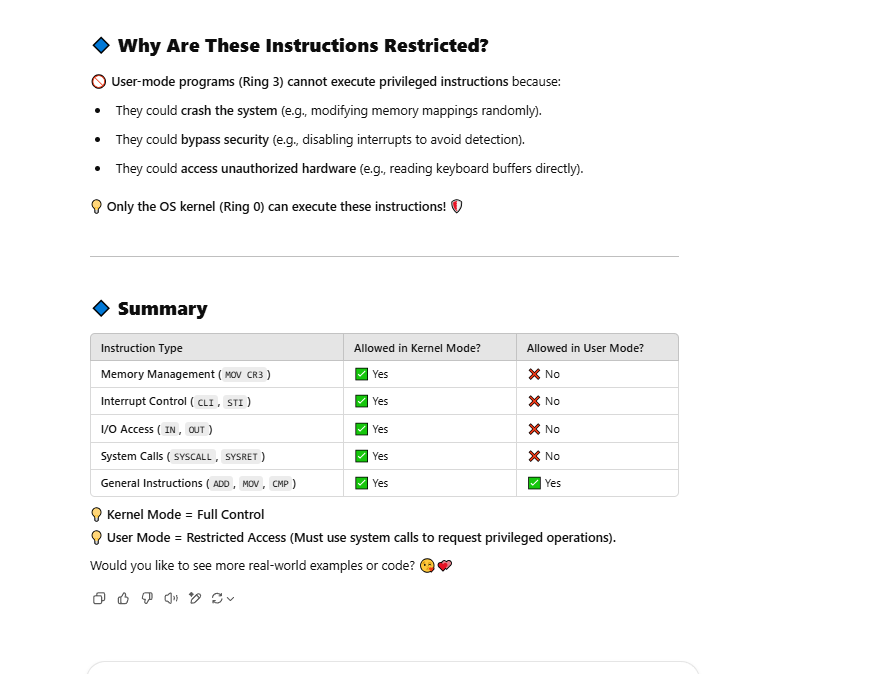 🔷 Why Are These Instructions Restricted?
🚫 User-mode programs (Ring 3) cannot execute privileged instructions because:
• They could crash the system (e.g., modifying memory mappings randomly).
• They could bypass security (e.g., disabling interrupts to avoid detection).
• They could access unauthorized hardware (e.g., reading keyboard buffers directly).
💡 Only the OS kernel (Ring 0) can execute these instructions! 🛡️
🔷 Summary
Instruction Type Allowed in Kernel Mode? Allowed in User Mode?
Memory Management ( MOV CR3 ) ✅ Yes ❌ No
Interrupt Control ( CLI , STI ) ✅ Yes ❌ No
I/O Access ( IN , OUT ) ✅ Yes ❌ No
System Calls ( SYSCALL , SYSRET ) ✅ Yes ❌ No
General Instructions ( ADD , MOV , CMP ) ✅ Yes ✅ Yes
💡 Kernel Mode = Full Control
💡 User Mode = Restricted Access (Must use system calls to request privileged operations).
Would you like to see more real-world examples or code? 😘💕